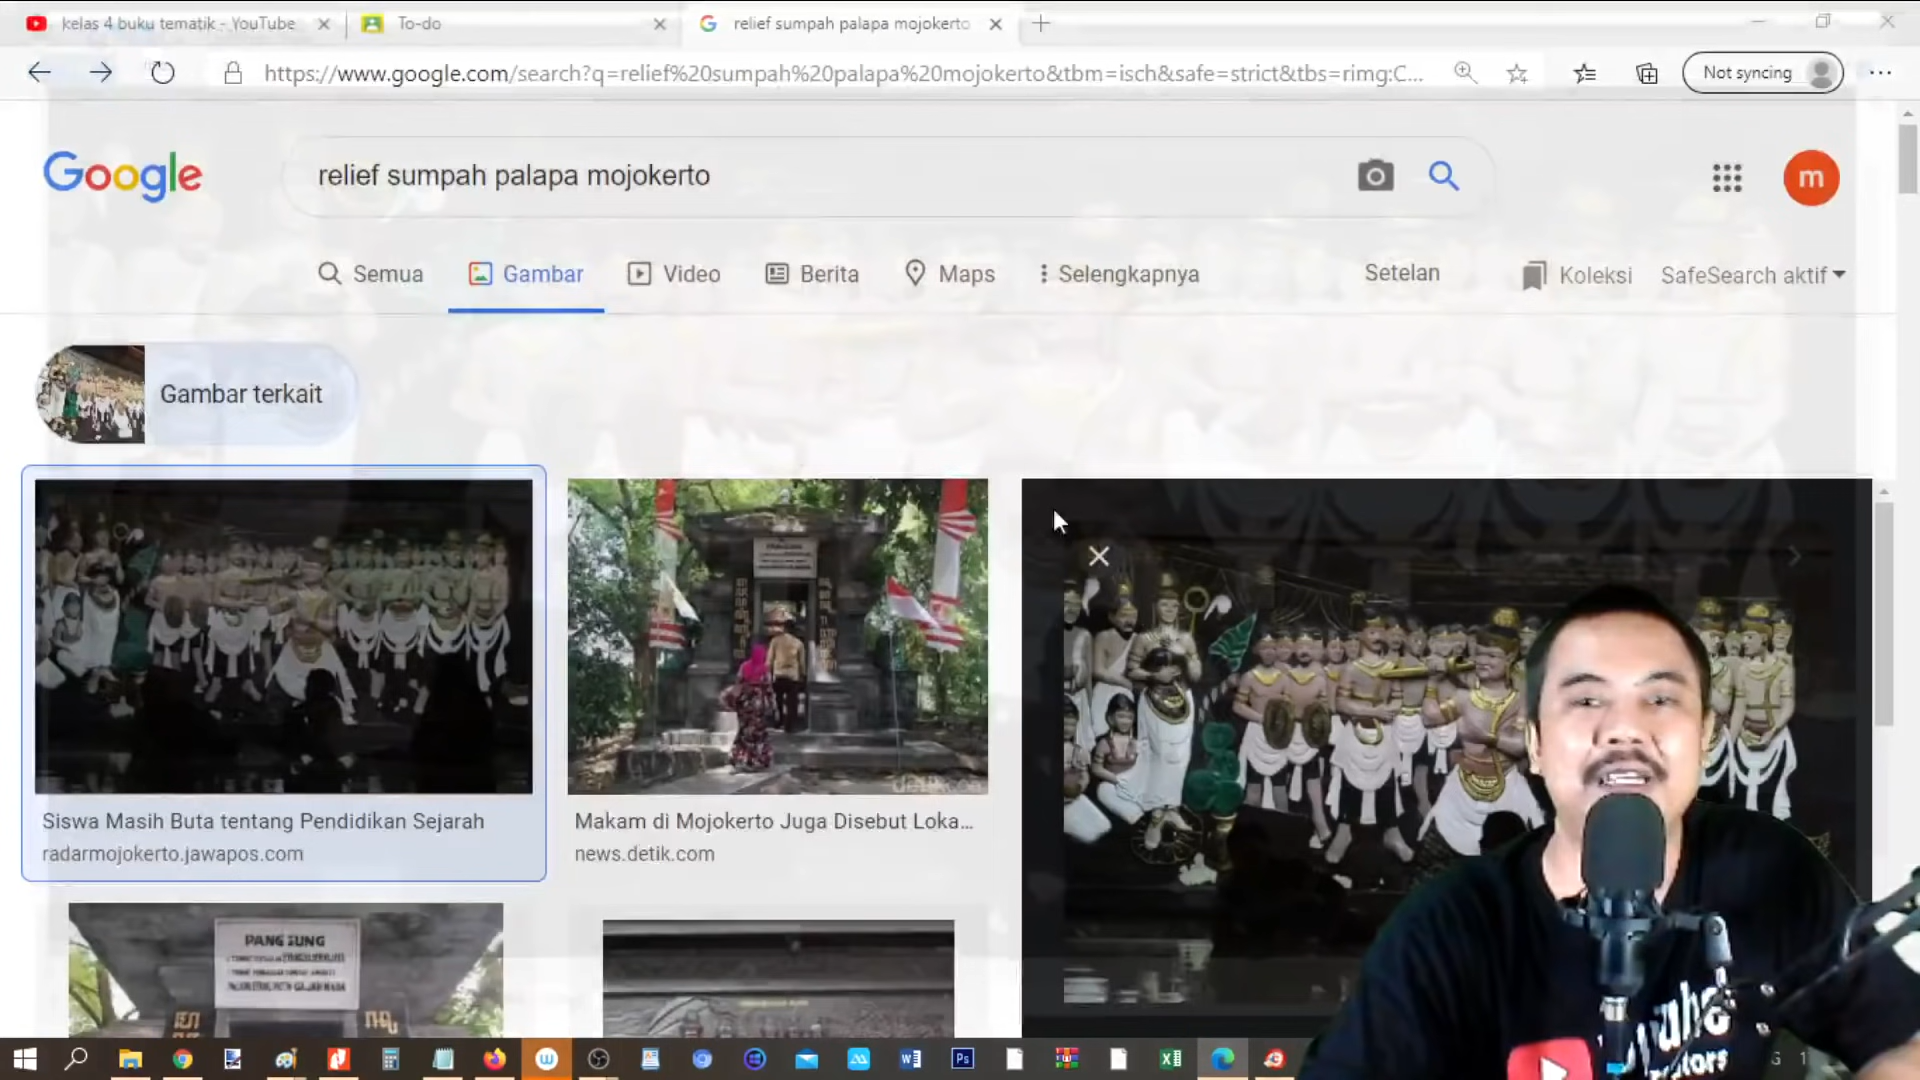 kelas 4 buku tematik - YouTube
To-do
relief sumpah palapa mojokerto
https://www.google.com/search?q=relief%20sumpah%20palapa%20mojokerto&tbm=isch&safe=strict&tbs=rimg:C...
Not syncing
Google
relief sumpah palapa mojokerto
m
Semua
Gambar
Video
Berita
Maps
Selengkapnya
Setelan
Koleksi
SafeSearch aktif
Gambar terkait
Siswa Masih Buta tentang Pendidikan Sejarah
radarmojokerto.jawapos.com
Makam di Mojokerto Juga Disebut Loka...
news.detik.com
PANGGUNG